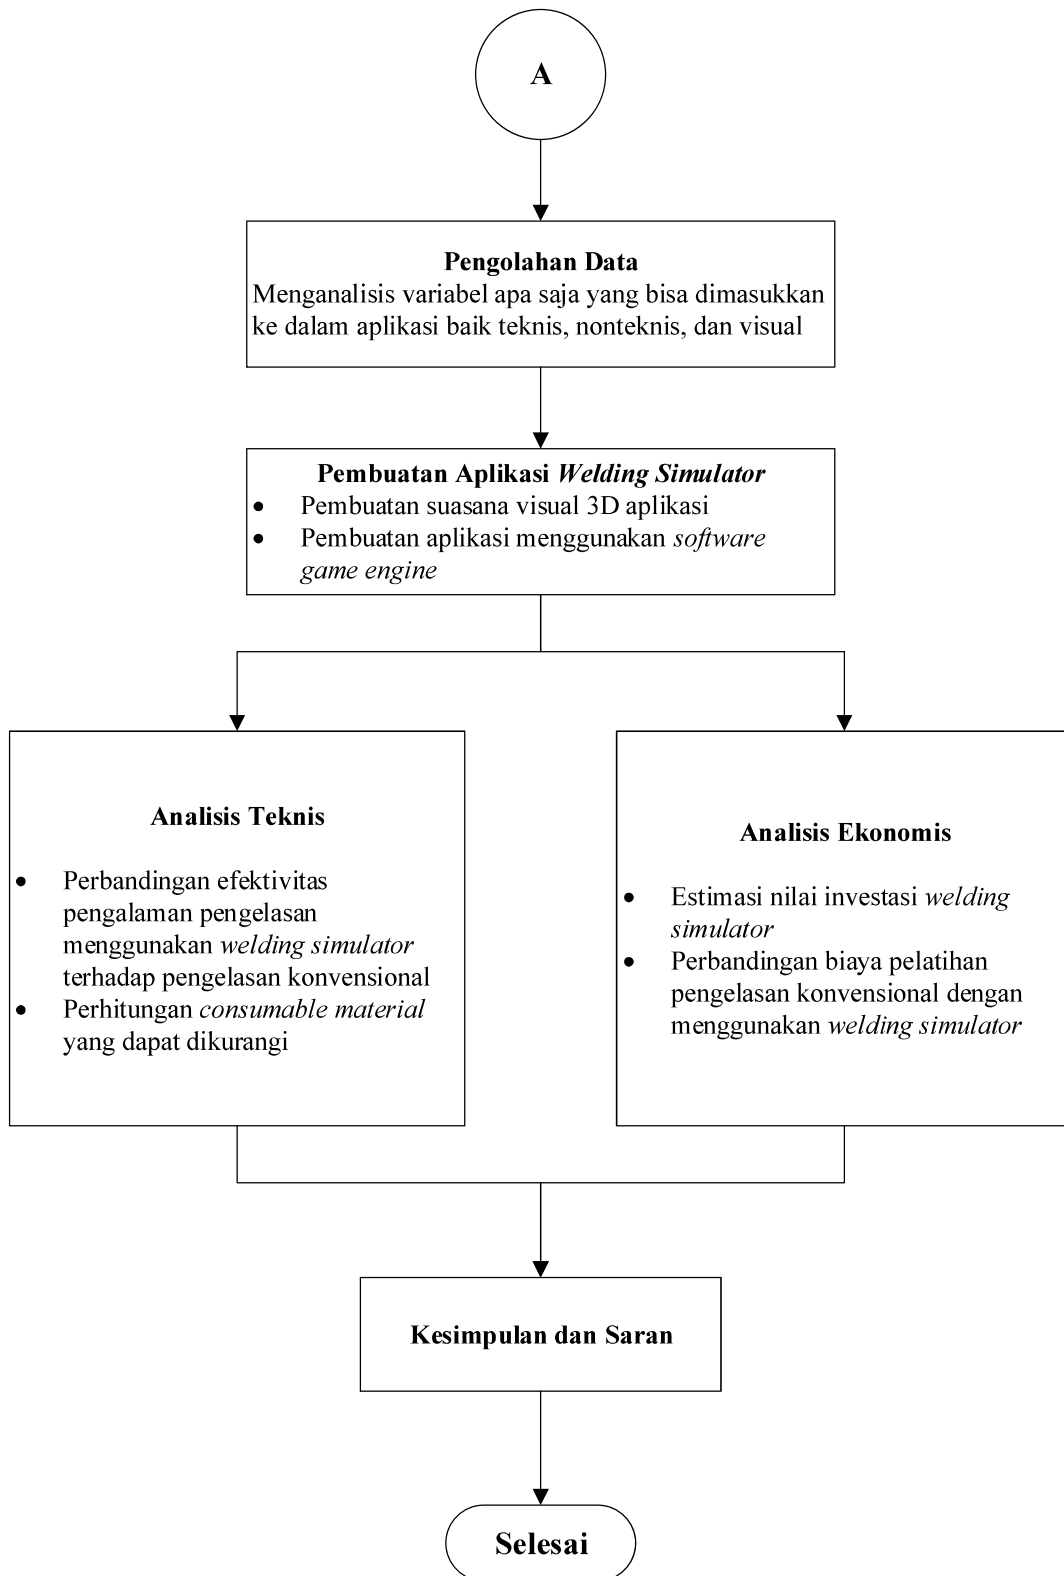 A
Pengolahan Data
Menganalisis variabel apa saja yang bisa dimasukkan
ke dalam aplikasi baik teknis, nonteknis, dan visual
Pembuatan Aplikasi Welding Simulator
• Pembuatan suasana visual 3D aplikasi
• Pembuatan aplikasi menggunakan software
game engine
Analisis Teknis
• Perbandingan efektivitas
pengalaman pengelasan
menggunakan welding simulator
terhadap pengelasan konvensional
• Perhitungan consumable material
yang dapat dikurangi
Analisis Ekonomis
• Estimasi nilai investasi welding
simulator
• Perbandingan biaya pelatihan
pengelasan konvensional dengan
menggunakan welding simulator
Kesimpulan dan Saran
Selesai